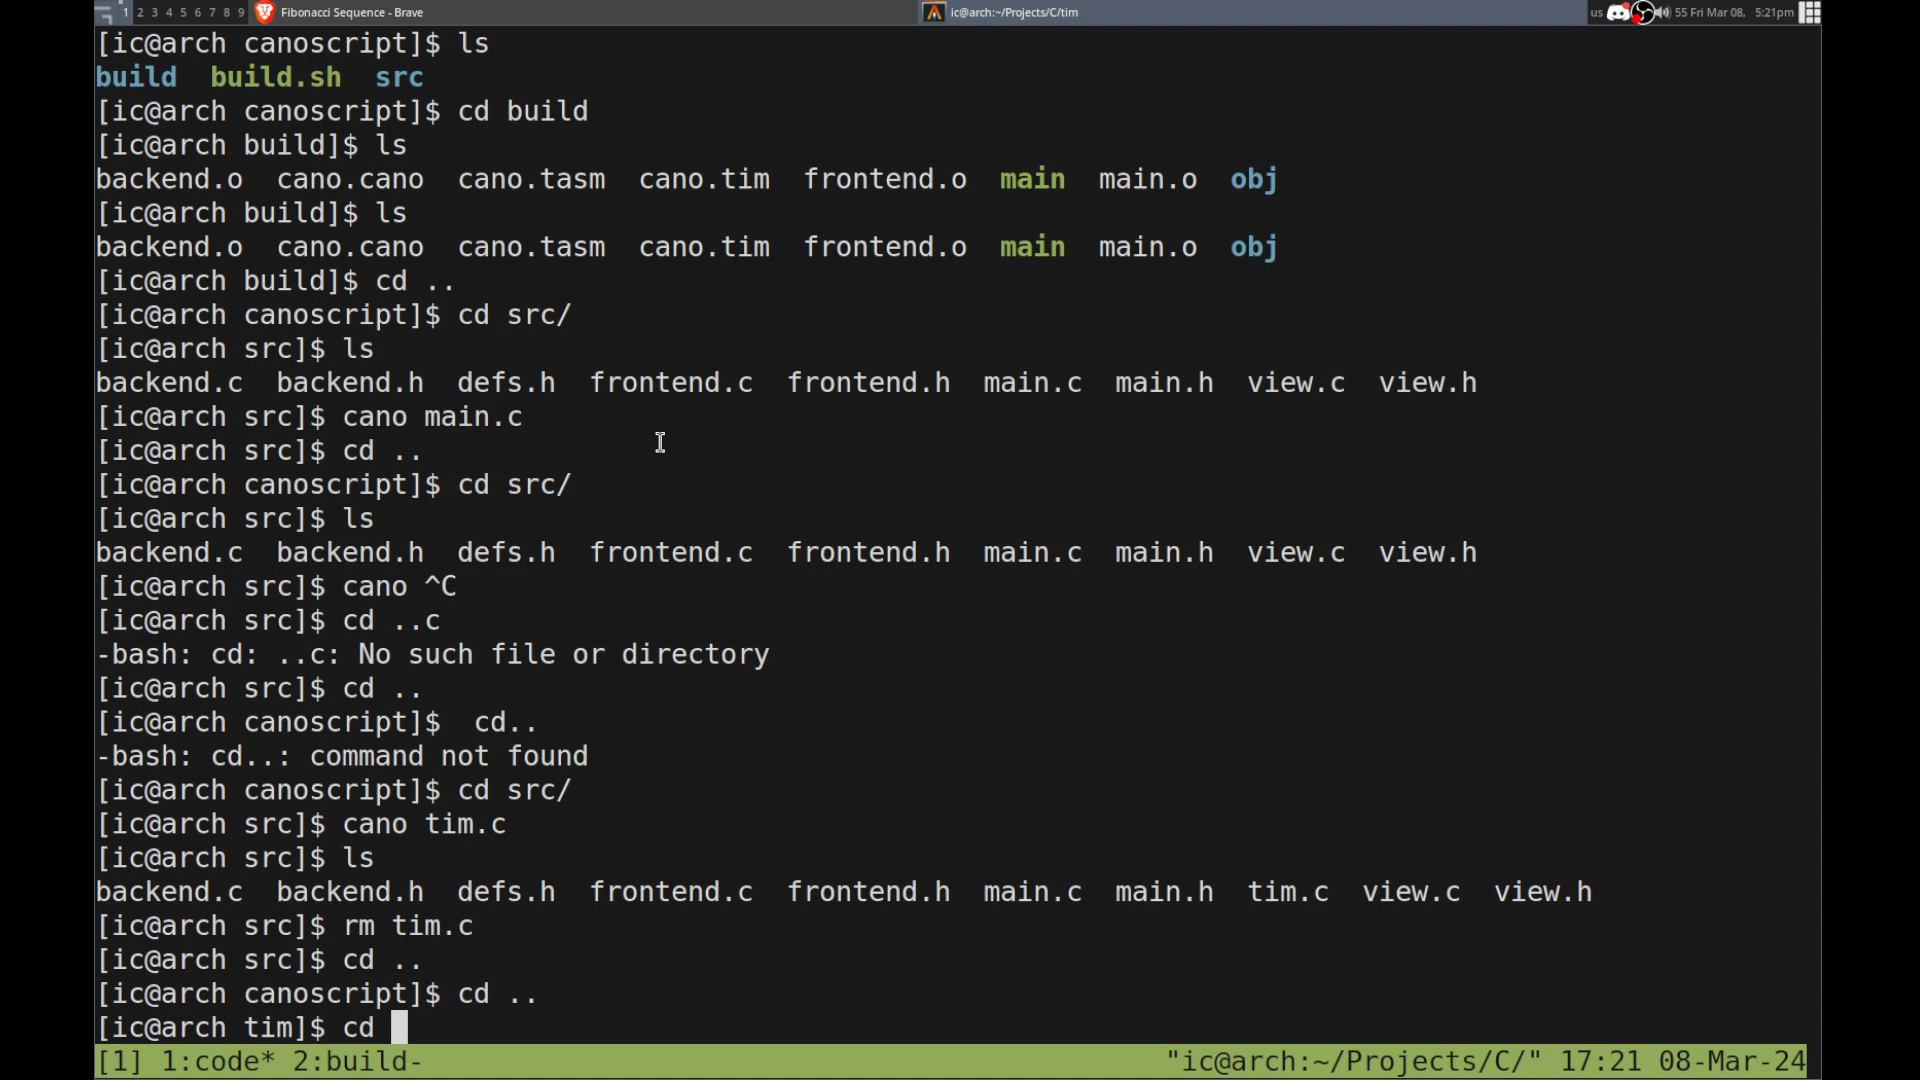 1 2 3 4 5 6 7 8 9 Fibonacci Sequence - Brave ic@arch:~/Projects/C/tim us 55 Fri Mar 08, 5:21pm
[ic@arch canoscript]$ ls
build build.sh src
[ic@arch canoscript]$ cd build
[ic@arch build]$ ls
backend.o cano.cano cano.tasm cano.tim frontend.o main main.o obj
[ic@arch build]$ ls
backend.o cano.cano cano.tasm cano.tim frontend.o main main.o obj
[ic@arch build]$ cd ..
[ic@arch canoscript]$ cd src/
[ic@arch src]$ ls
backend.c backend.h defs.h frontend.c frontend.h main.c main.h view.c view.h
[ic@arch src]$ cano main.c
[ic@arch src]$ cd ..
[ic@arch canoscript]$ cd src/
[ic@arch src]$ ls
backend.c backend.h defs.h frontend.c frontend.h main.c main.h view.c view.h
[ic@arch src]$ cano ^C
[ic@arch src]$ cd ..c
-bash: cd: ..c: No such file or directory
[ic@arch src]$ cd ..
[ic@arch canoscript]$  cd..
-bash: cd..: command not found
[ic@arch canoscript]$ cd src/
[ic@arch src]$ cano tim.c
[ic@arch src]$ ls
backend.c backend.h defs.h frontend.c frontend.h main.c main.h tim.c view.c view.h
[ic@arch src]$ rm tim.c
[ic@arch src]$ cd ..
[ic@arch canoscript]$ cd ..
[ic@arch tim]$ cd
[1] 1:code* 2:build- "ic@arch:~/Projects/C/" 17:21 08-Mar-24